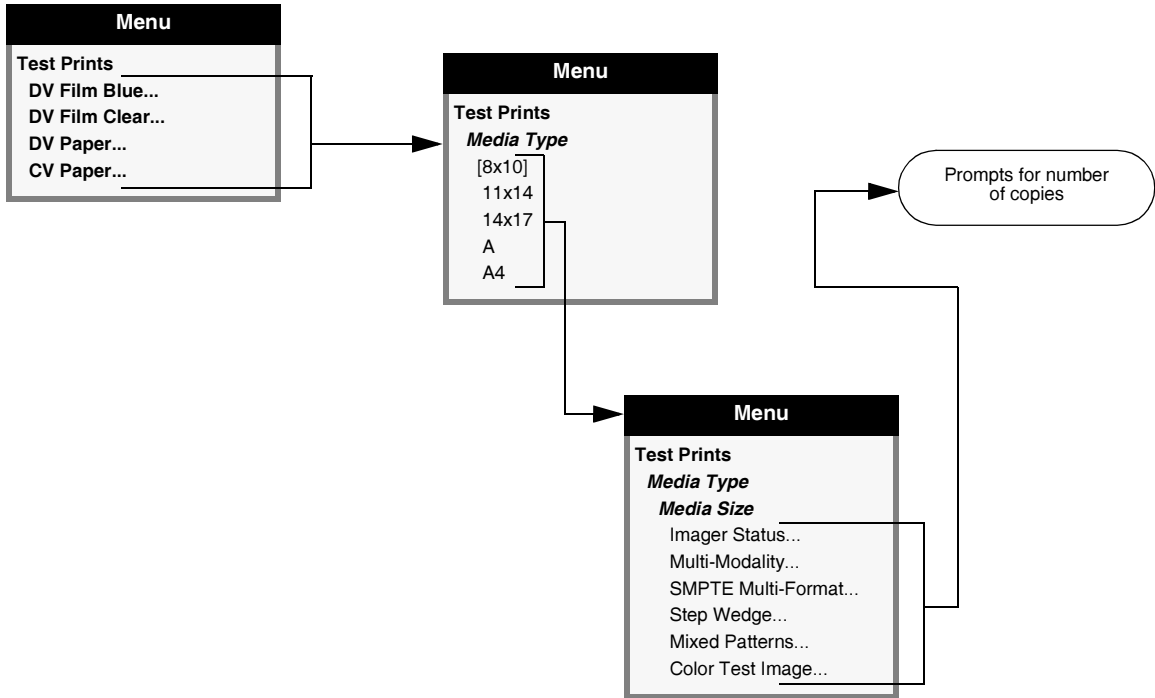 Menu
Test Prints
DV Film Blue...
DV Film Clear...
DV Paper...
CV Paper...
Menu
Test Prints
Media Type
[8x10]
11x14
14x17
A
A4
Prompts for number
of copies
Menu
Test Prints
Media Type
Media Size
Imager Status...
Multi-Modality...
SMPTE Multi-Format...
Step Wedge...
Mixed Patterns...
Color Test Image...